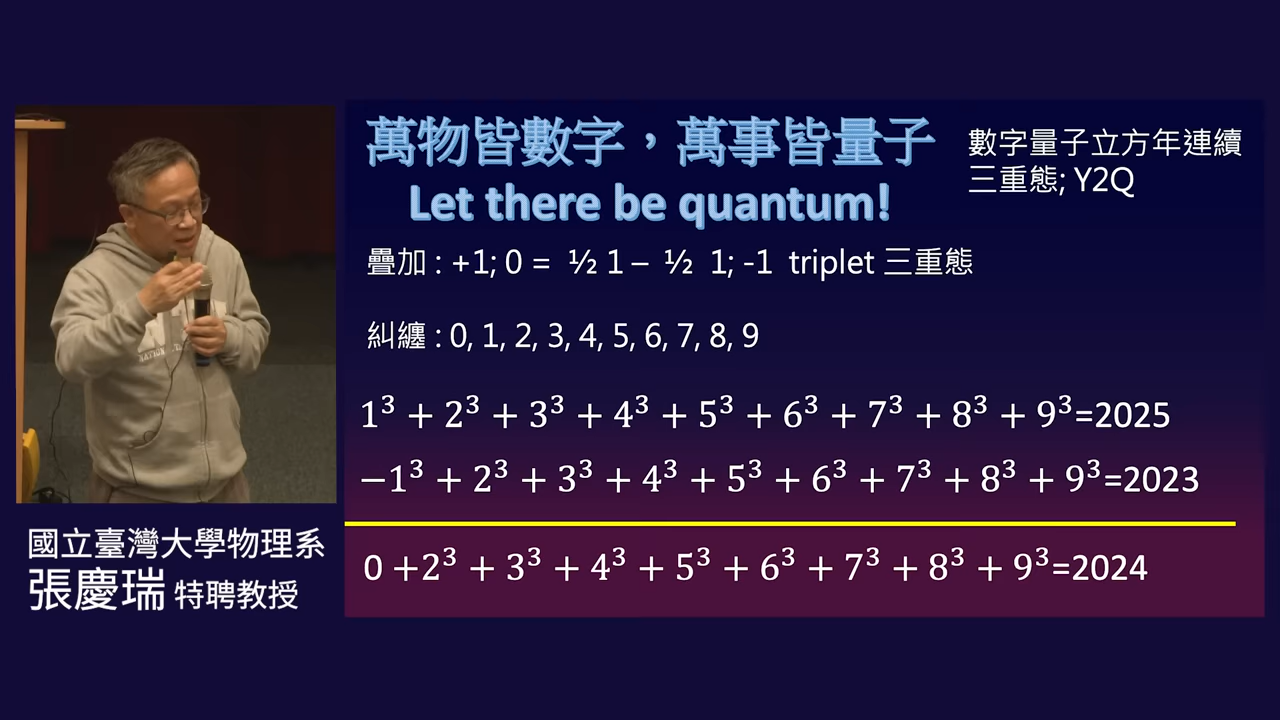 萬物皆數字，萬事皆量子
Let there be quantum!
數字量子立方年連續
三重態; Y2Q
疊加 : +1; 0 = ½ 1 – ½ 1; -1 triplet 三重態
糾纏 : 0, 1, 2, 3, 4, 5, 6, 7, 8, 9
1³ + 2³ + 3³ + 4³ + 5³ + 6³ + 7³ + 8³ + 9³=2025
−1³ + 2³ + 3³ + 4³ + 5³ + 6³ + 7³ + 8³ + 9³=2023
0 +2³ + 3³ + 4³ + 5³ + 6³ + 7³ + 8³ + 9³=2024
國立臺灣大學物理系
張慶瑞 特聘教授